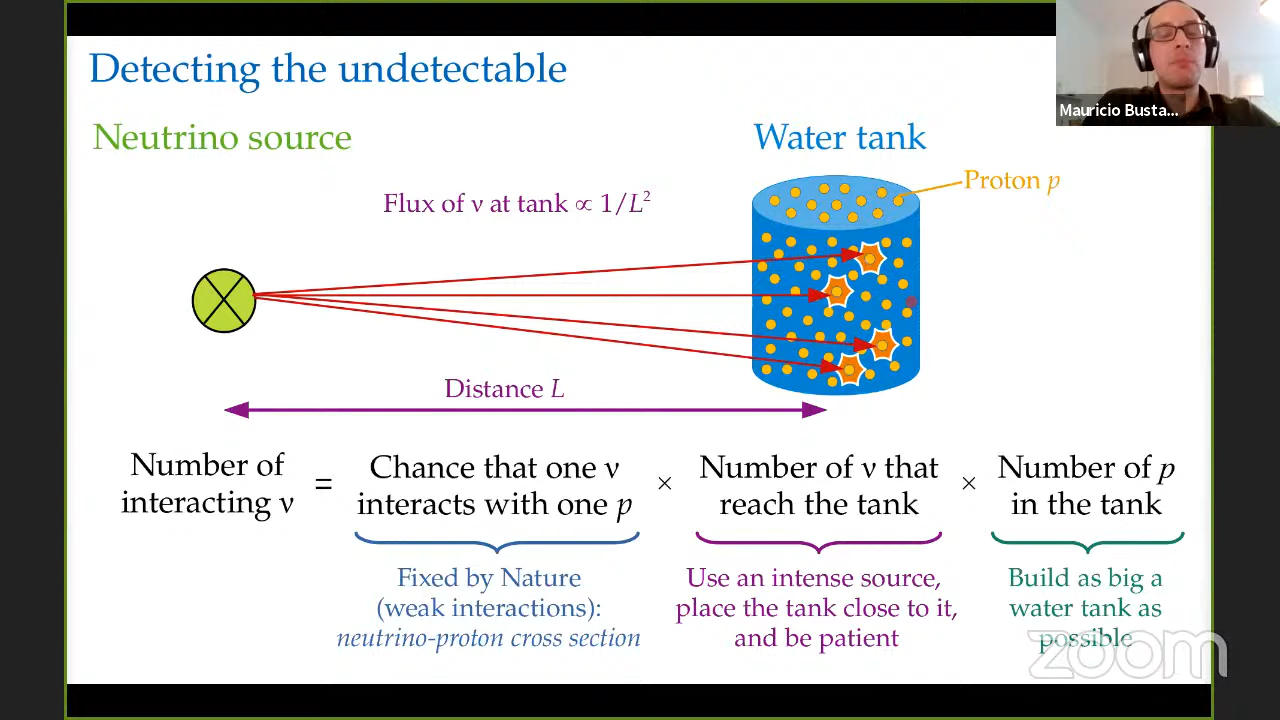 Detecting the undetectable
Mauricio Busta...
Neutrino source
Water tank
Proton p
Flux of ν at tank ∝ 1/L²
Distance L
Number of
interacting ν
=
Chance that one ν
interacts with one p
×
Number of ν that
reach the tank
×
Number of p
in the tank
Fixed by Nature
(weak interactions):
neutrino-proton cross section
Use an intense source,
place the tank close to it,
and be patient
Build as big a
water tank as
possible
zoom